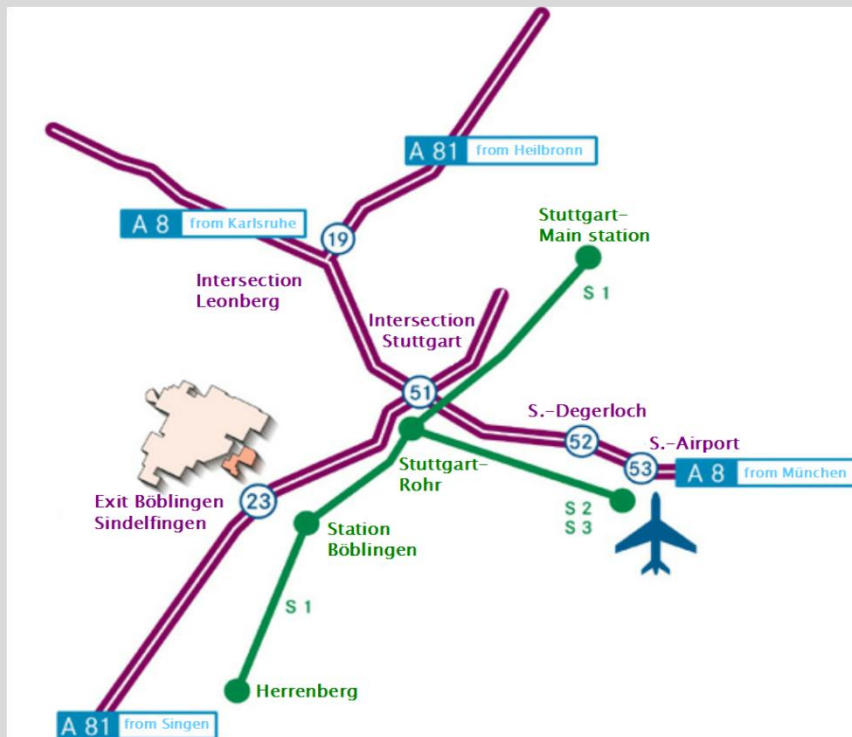 A 81 from Heilbronn
A 8 from Karlsruhe
19
Stuttgart-
Main station
S 1
Intersection
Leonberg
Intersection
Stuttgart
51
S.-Degerloch
52
S.-Airport
53
A 8 from München
Stuttgart-
Rohr
Exit Böblingen
Sindelfingen
23
S 2
S 3
Station
Böblingen
S 1
Herrenberg
A 81 from Singen